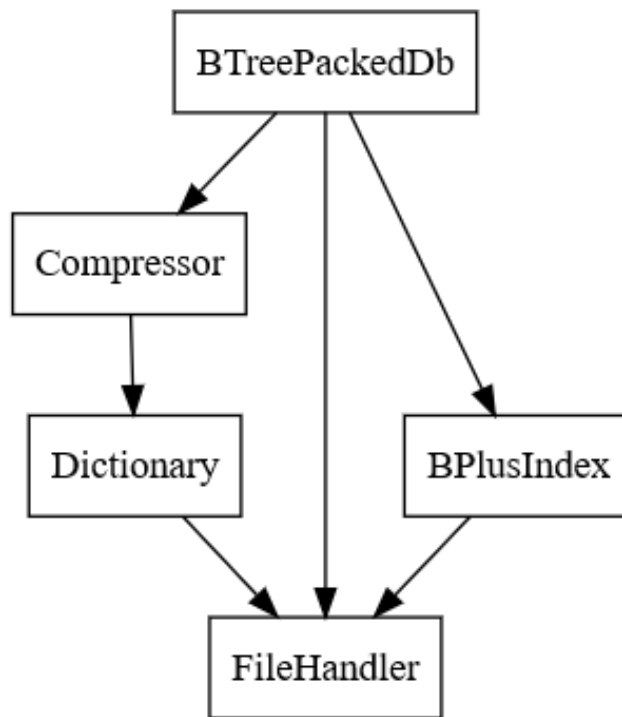 BTreePackedDb
Compressor
Dictionary
BPlusIndex
FileHandler